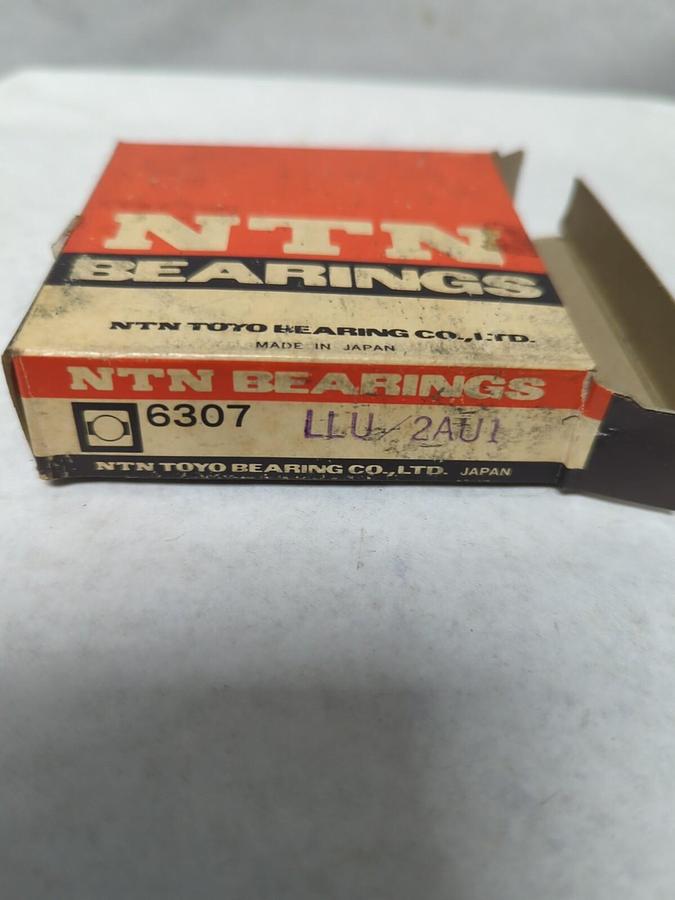 NTN
BEARINGS
NTN TOYO BEARING CO.,LTD.
MADE IN JAPAN
NTN BEARINGS
6307 LLU/2AU1
NTN TOYO BEARING CO.,LTD. JAPAN